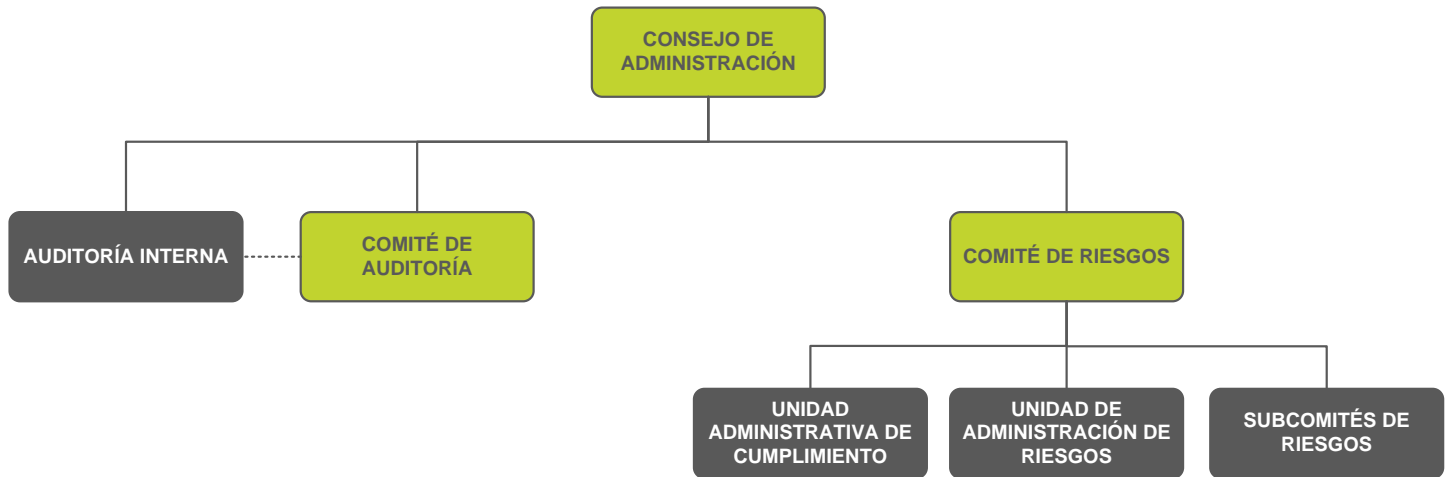 CONSEJO DE
ADMINISTRACIÓN
AUDITORÍA INTERNA
COMITÉ DE
AUDITORÍA
COMITÉ DE RIESGOS
UNIDAD
ADMINISTRATIVA DE
CUMPLIMIENTO
UNIDAD DE
ADMINISTRACIÓN DE
RIESGOS
SUBCOMITÉS DE
RIESGOS